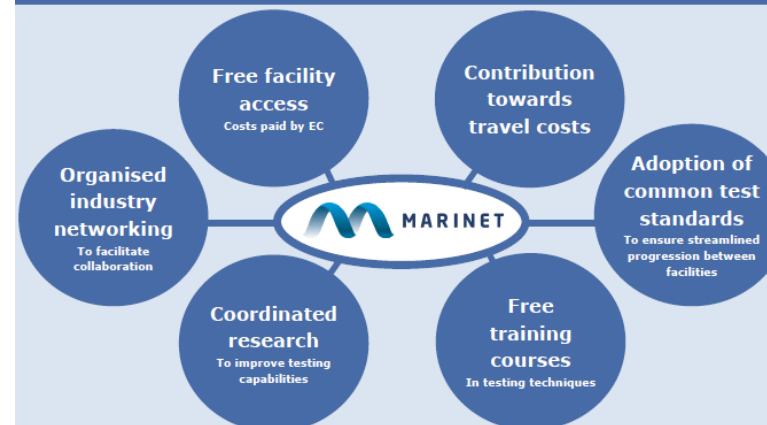 Free facility
access
Costs paid by EC
Contribution
towards
travel costs
Organised
industry
networking
To facilitate
collaboration
MARINET
Adoption of
common test
standards
To ensure streamlined
progression between
facilities
Coordinated
research
To improve testing
capabilities
Free
training
courses
In testing techniques